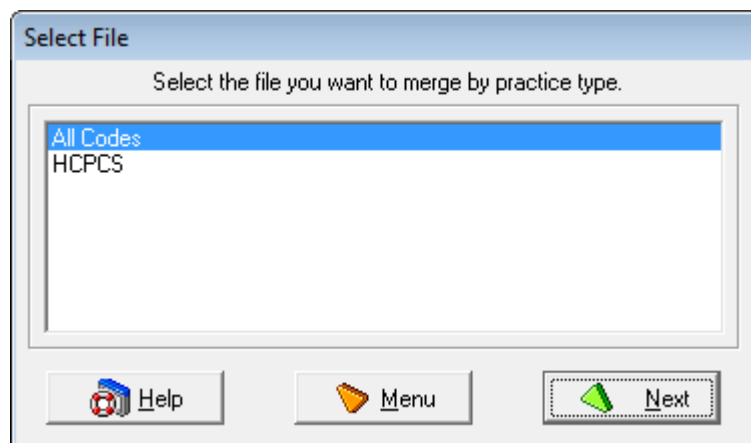 Select File
Select the file you want to merge by practice type.
All Codes
HCPCS
Help Menu Next